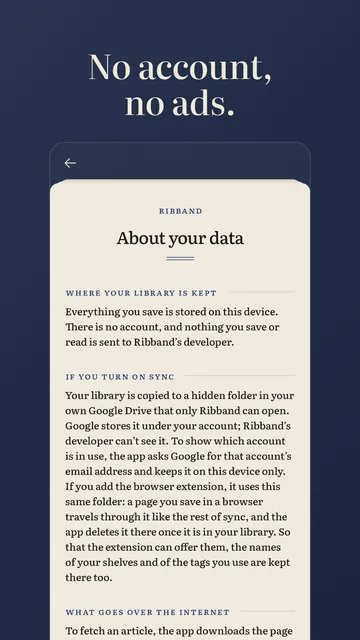 No account,
no ads.
RIBBAND
About your data
WHERE YOUR LIBRARY IS KEPT
Everything you save is stored on this device.
There is no account, and nothing you save or
read is sent to Ribband’s developer.
IF YOU TURN ON SYNC
Your library is copied to a hidden folder in your
own Google Drive that only Ribband can open.
Google stores it under your account; Ribband’s
developer can’t see it. To show which account
is in use, the app asks Google for that account’s
email address and keeps it on this device only.
If you add the browser extension, it uses this
same folder: a page you save in a browser
travels through it like the rest of sync, and the
app deletes it there once it is in your library. So
that the extension can offer them, the names
of your shelves and of the tags you use are kept
there too.
WHAT GOES OVER THE INTERNET
To fetch an article, the app downloads the page